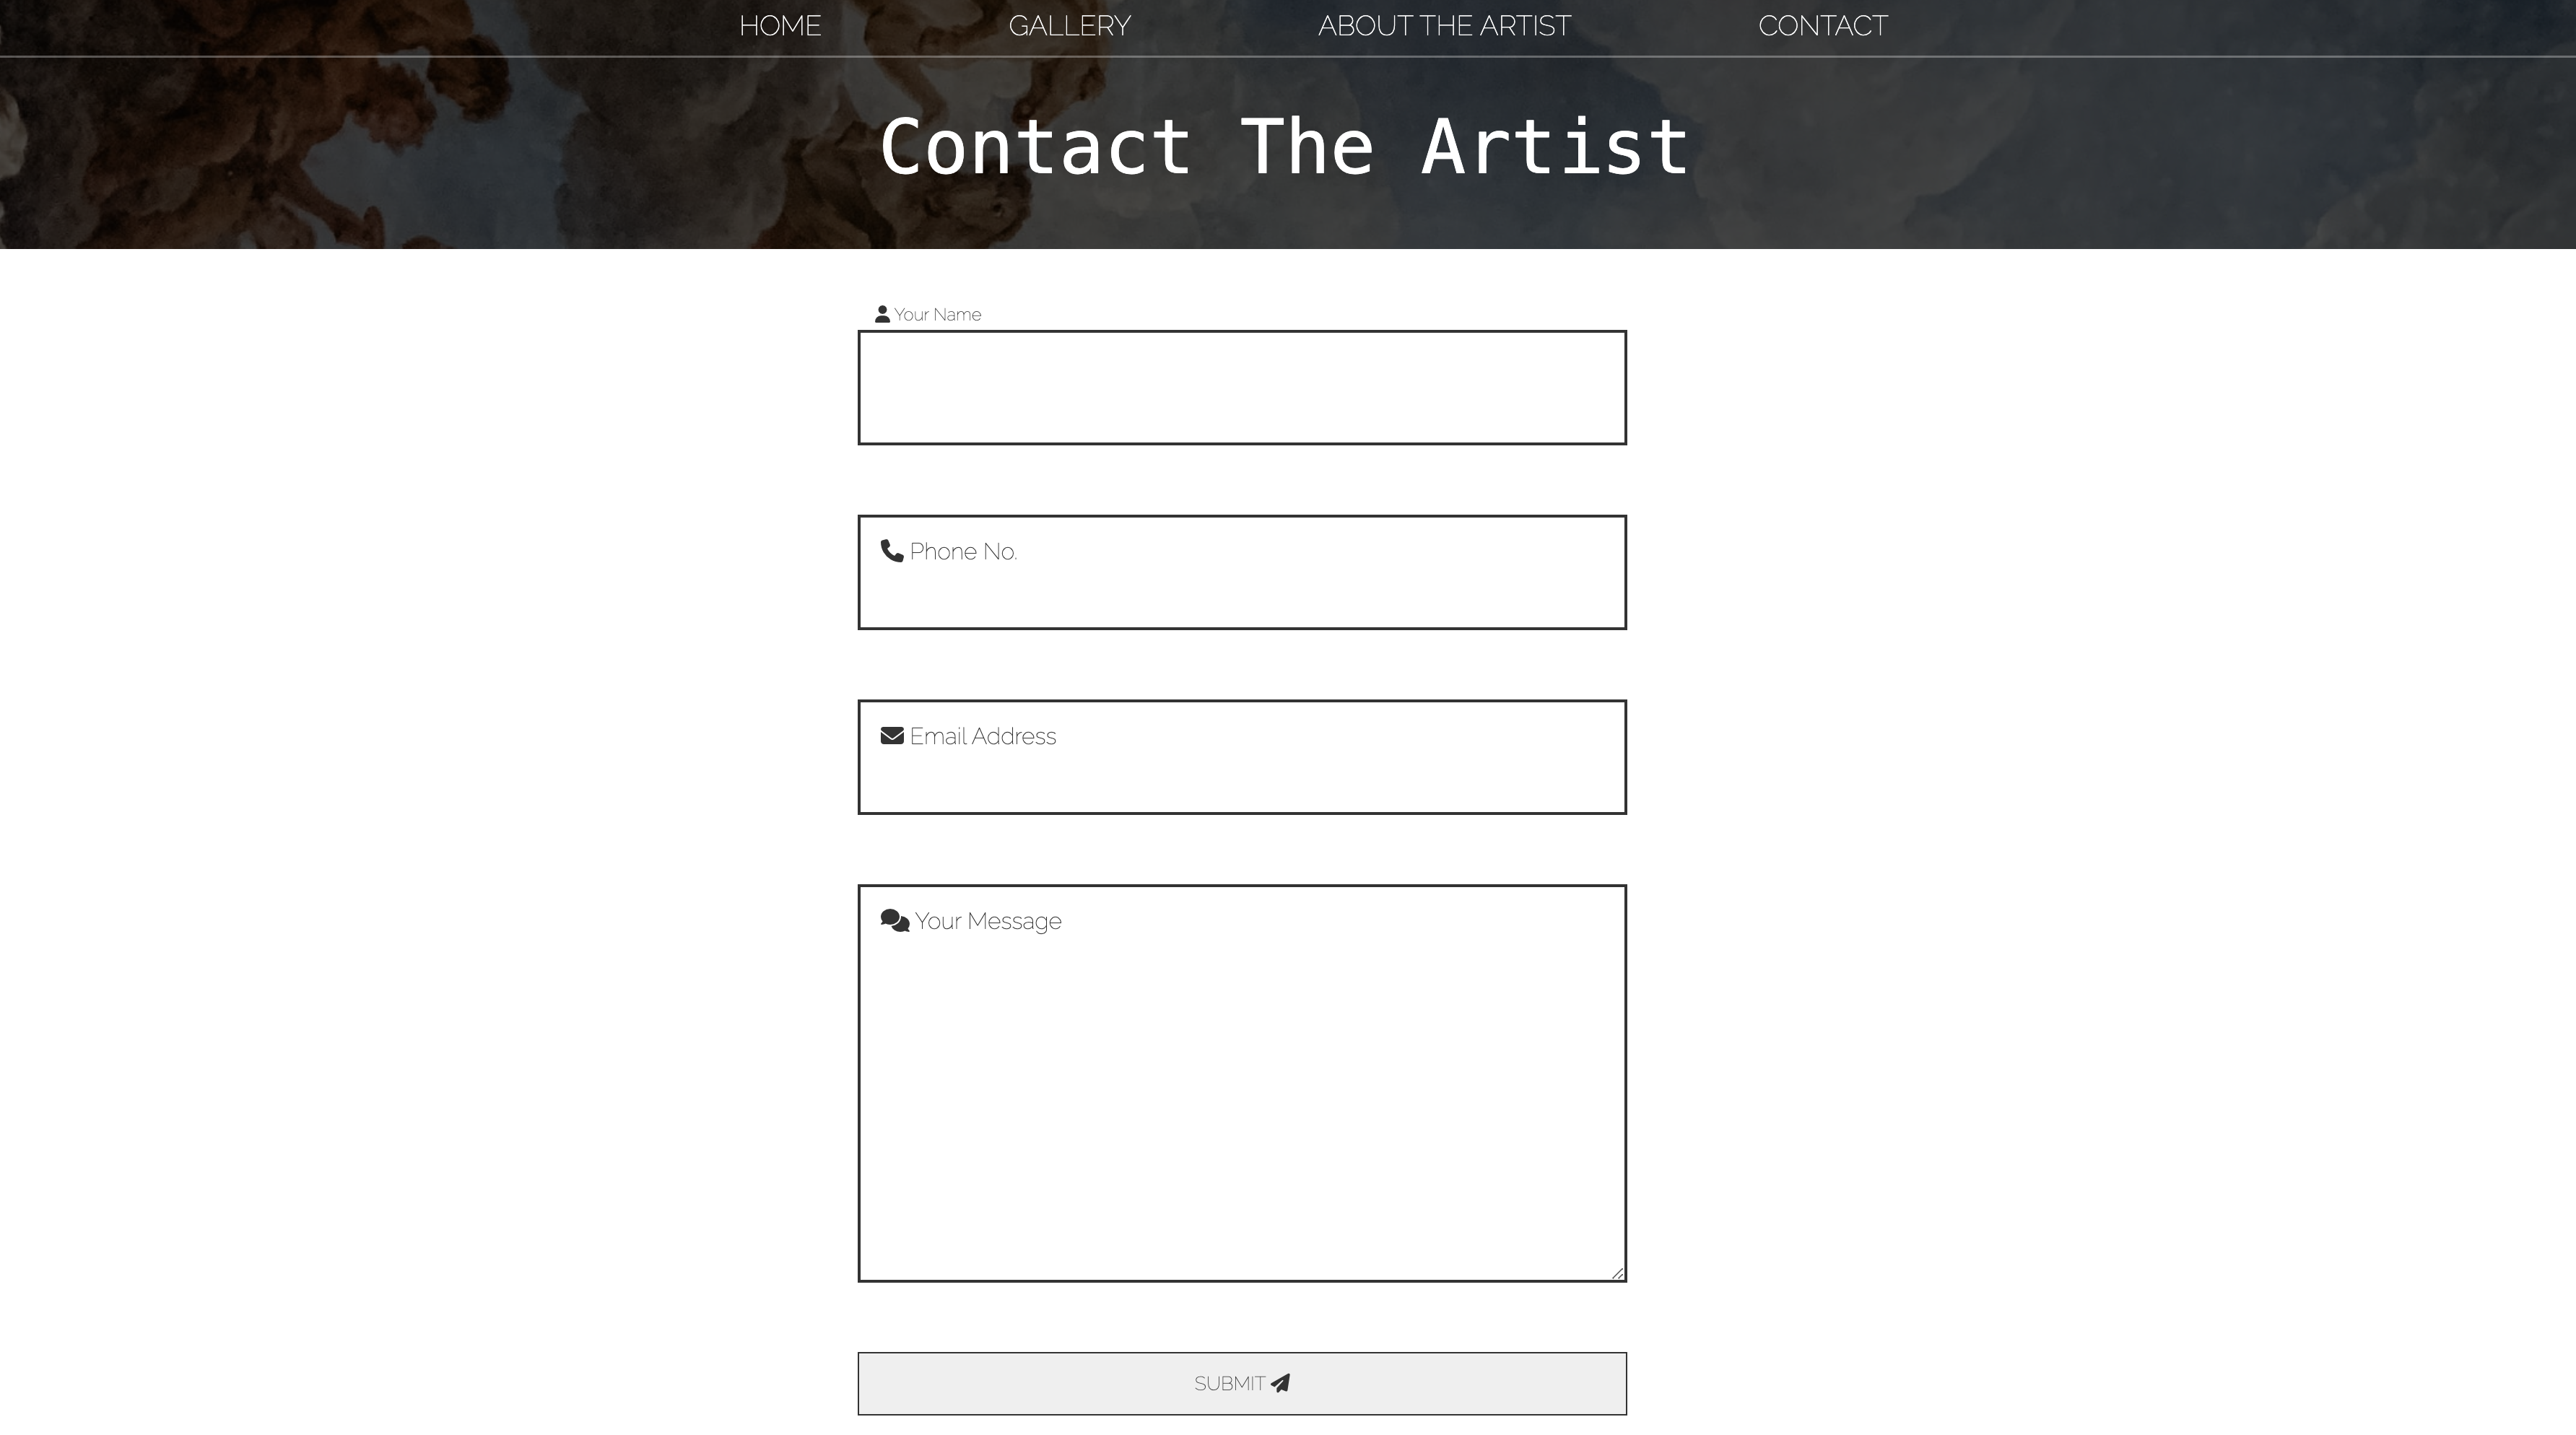 HOME GALLERY ABOUT THE ARTIST CONTACT
Contact The Artist
Your Name
Phone No.
Email Address
Your Message
SUBMIT